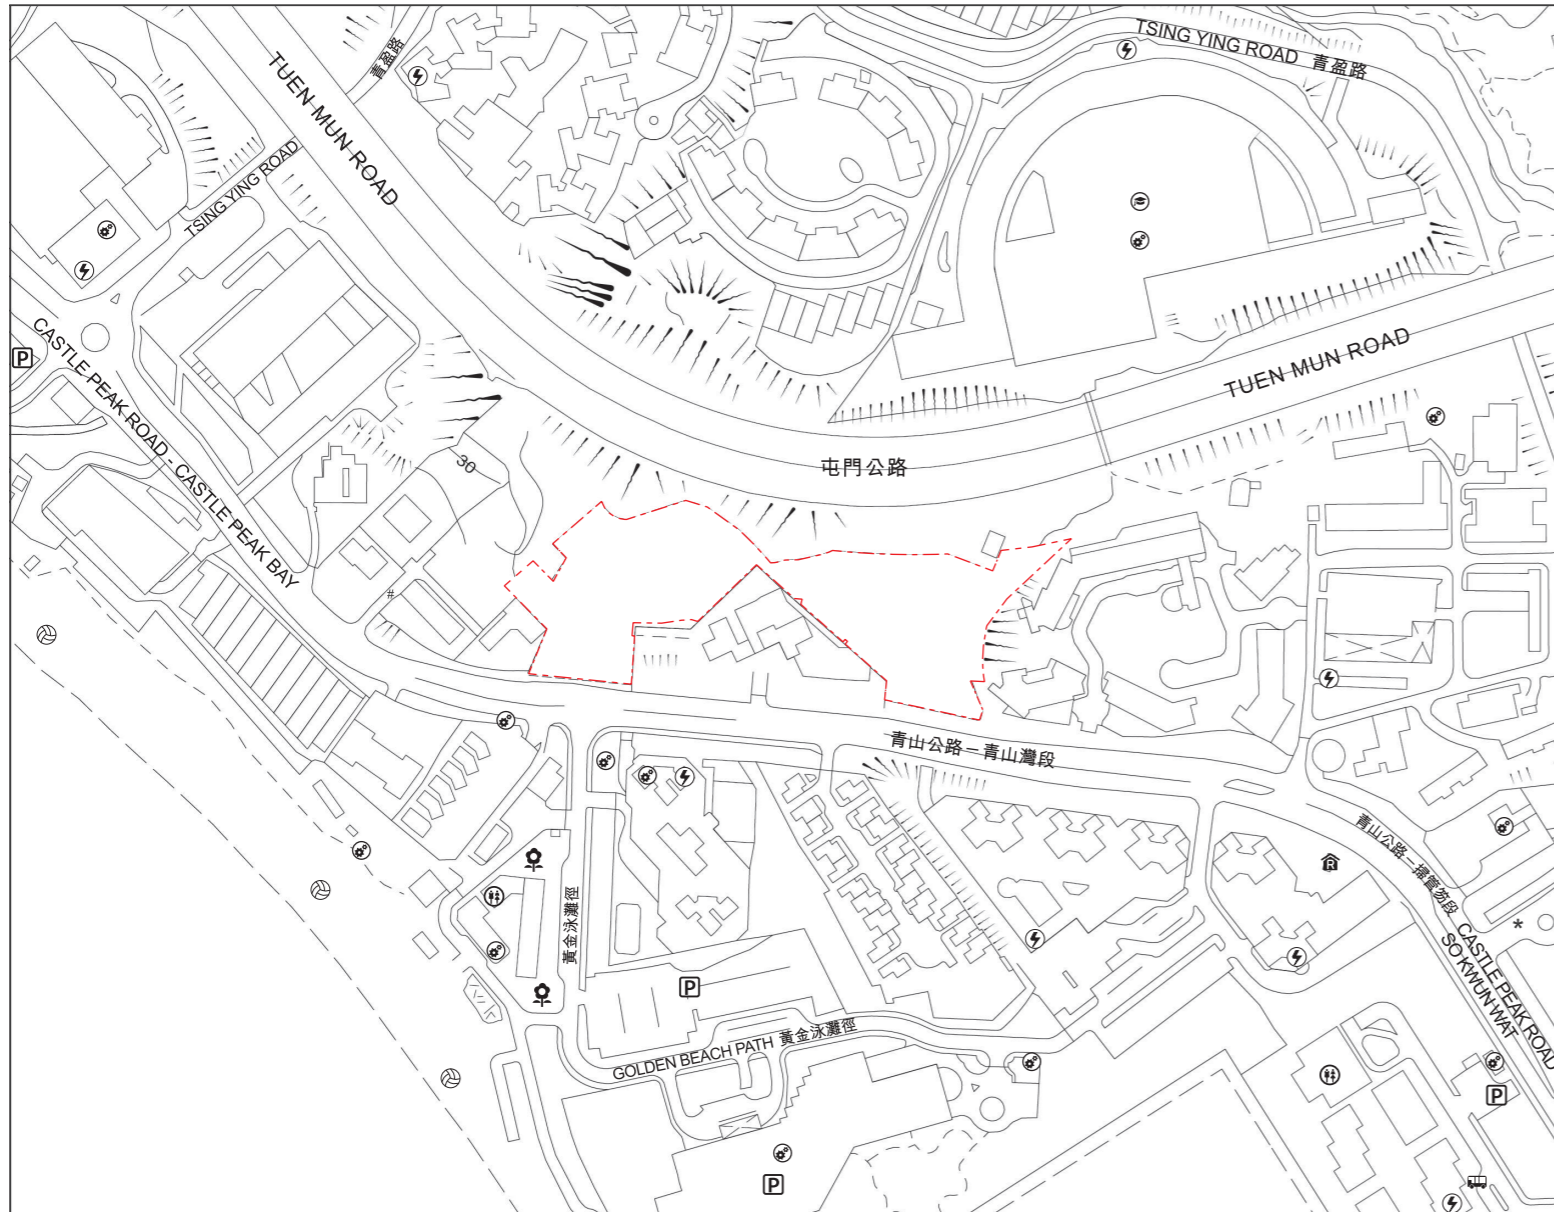 TSING YING ROAD 青盈路
青盈路
TUEN MUN ROAD
TSING YING ROAD
CASTLE PEAK ROAD - CASTLE PEAK BAY
P
TUEN MUN ROAD
屯門公路
30
#
青山公路－青山灣段
青山公路－掃管笏段
CASTLE PEAK ROAD
SO KWUN WAT
*
R
黃金泳灘徑
P
GOLDEN BEACH PATH 黃金泳灘徑
P
P